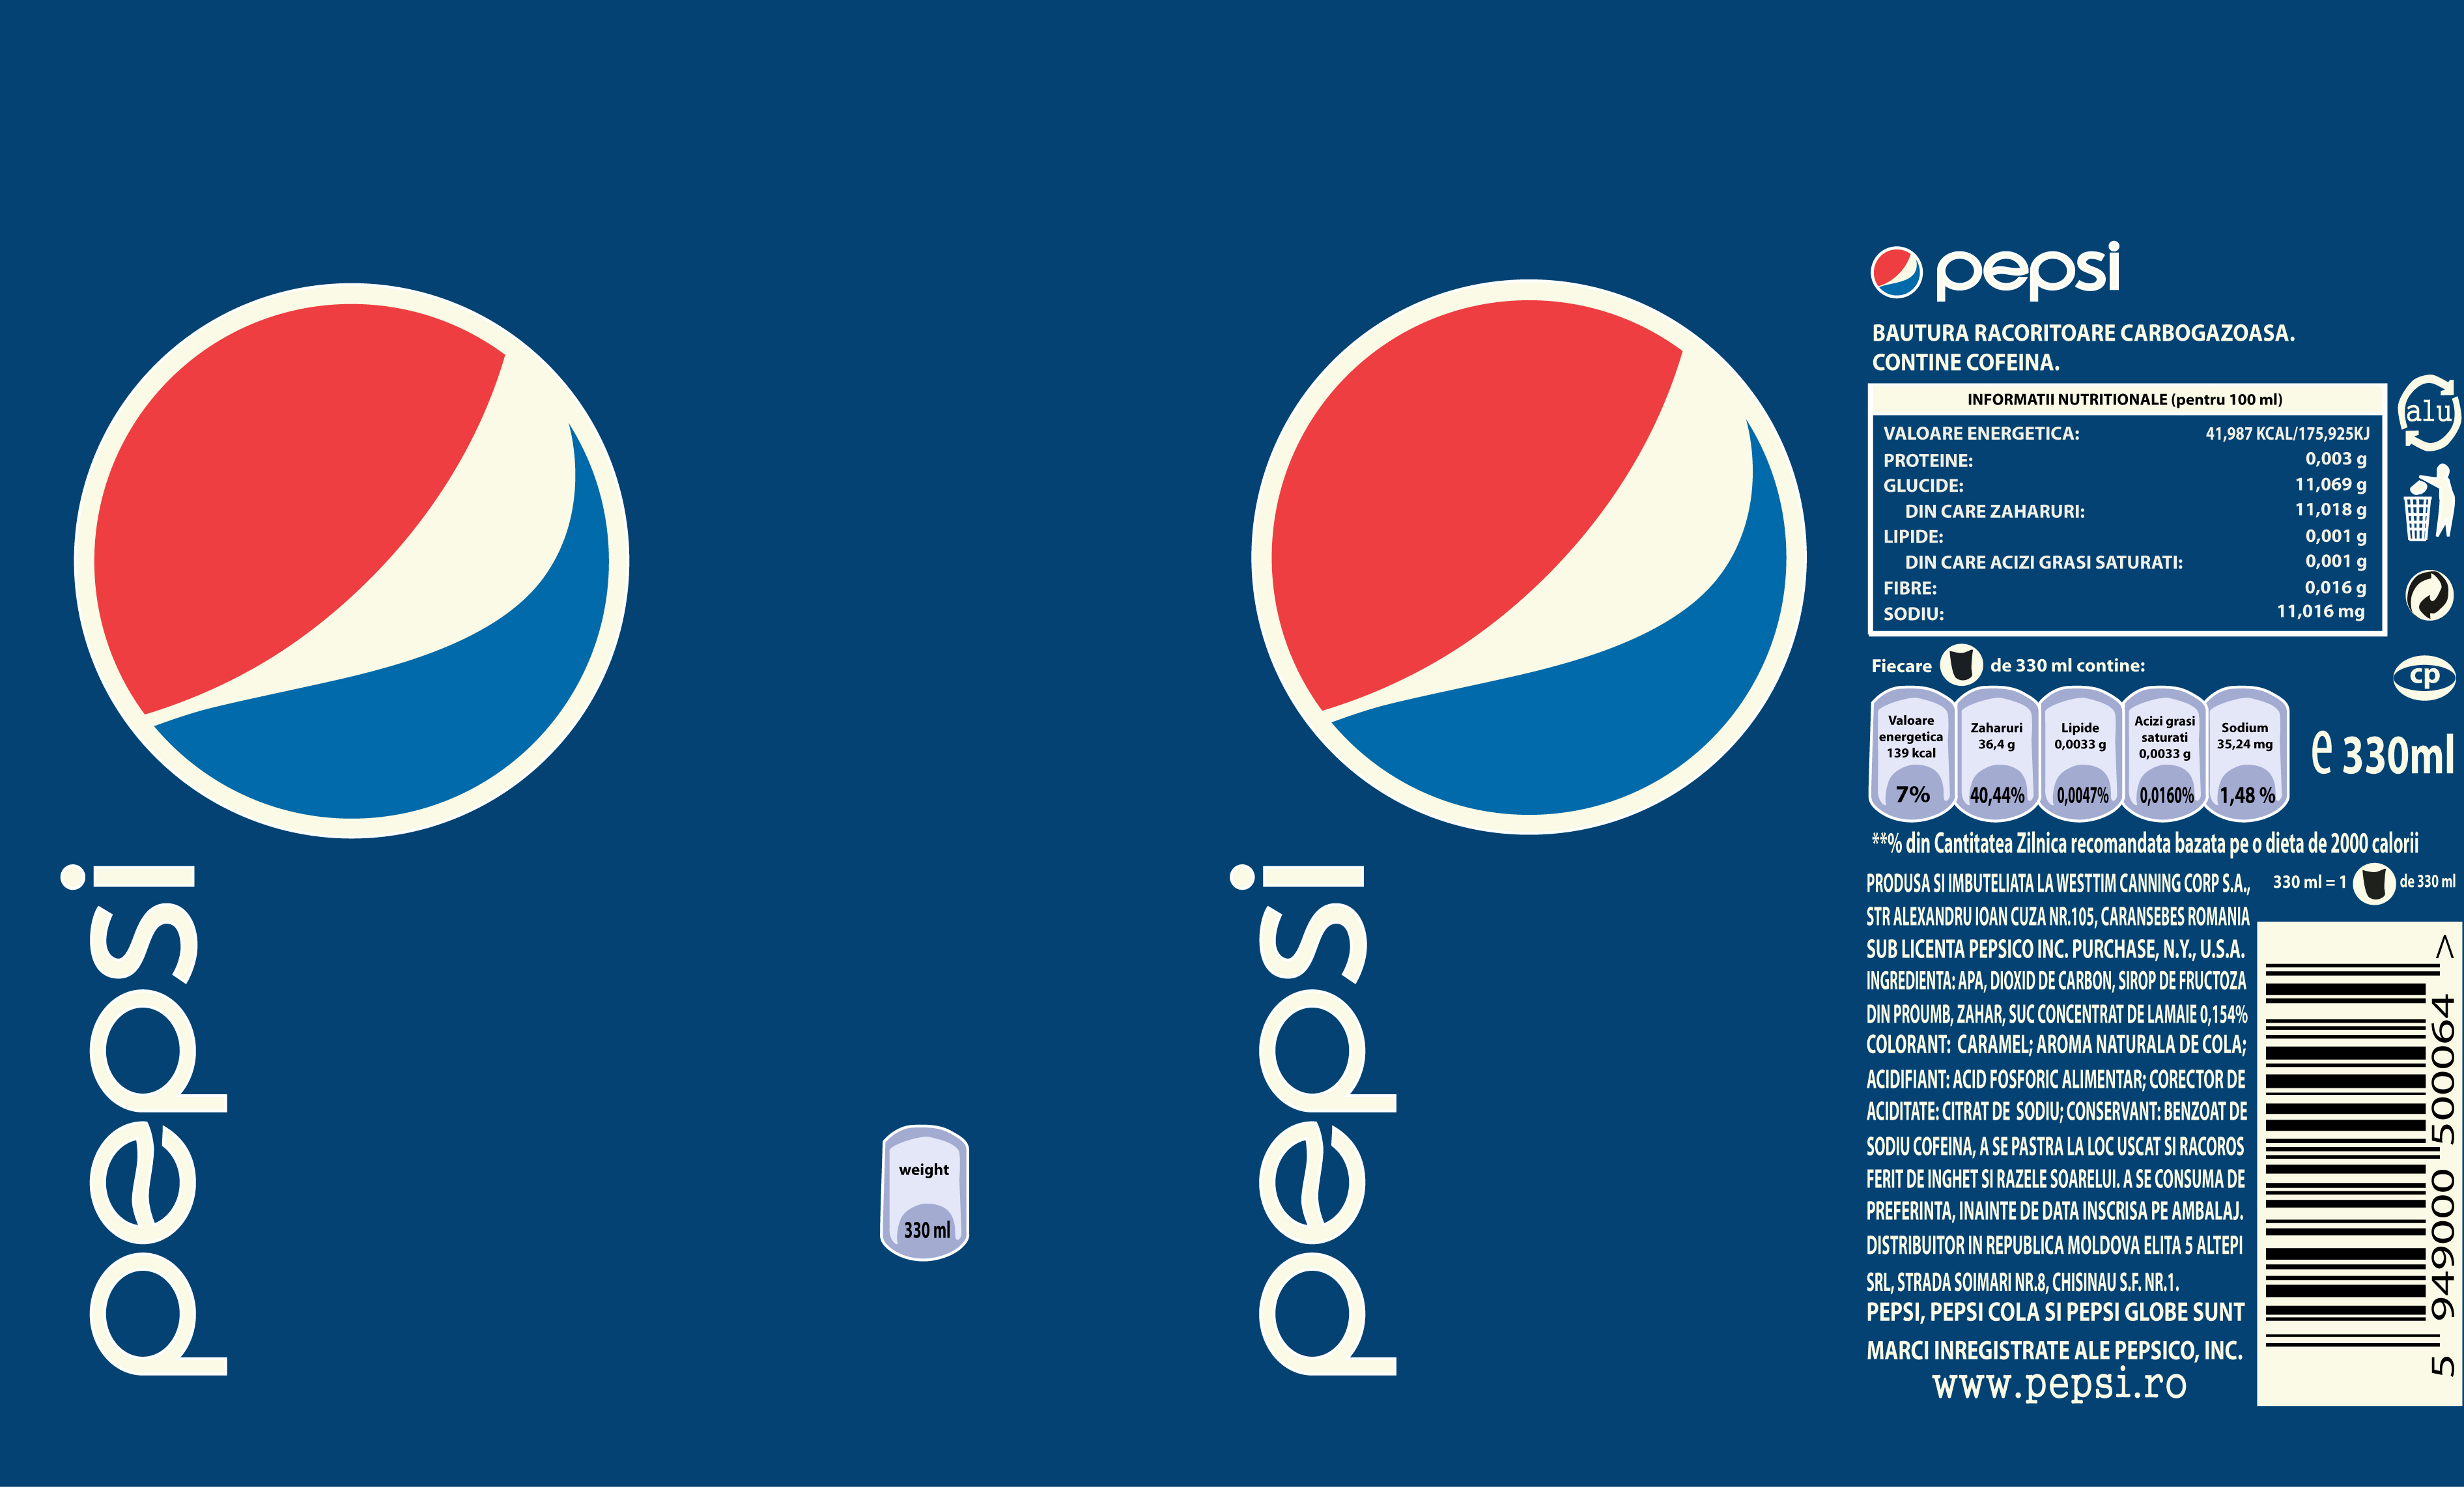 pepsi
weight
330 ml
pepsi
pepsi
BAUTURA RACORITOARE CARBOGAZOASA.
CONTINE COFEINA.
INFORMATII NUTRITIONALE (pentru 100 ml)
VALOARE ENERGETICA: 41,987 KCAL/175,925KJ
PROTEINE: 0,003 g
GLUCIDE: 11,069 g
DIN CARE ZAHARURI: 11,018 g
LIPIDE: 0,001 g
DIN CARE ACIZI GRASI SATURATI: 0,001 g
FIBRE: 0,016 g
SODIU: 11,016 mg
alu
cp
Fiecare de 330 ml contine:
Valoare
energetica
139 kcal
7%
Zaharuri
36,4 g
40,44%
Lipide
0,0033 g
0,0047%
Acizi grasi
saturati
0,0033 g
0,0160%
Sodium
35,24 mg
1,48 %
e 330ml
**% din Cantitatea Zilnica recomandata bazata pe o dieta de 2000 calorii
330 ml = 1 de 330 ml
PRODUSA SI IMBUTELIATA LA WESTTIM CANNING CORP S.A.,
STR ALEXANDRU IOAN CUZA NR.105, CARANSEBES ROMANIA
SUB LICENTA PEPSICO INC. PURCHASE, N.Y., U.S.A.
INGREDIENTA: APA, DIOXID DE CARBON, SIROP DE FRUCTOZA
DIN PROUMB, ZAHAR, SUC CONCENTRAT DE LAMAIE 0,154%
COLORANT: CARAMEL; AROMA NATURALA DE COLA;
ACIDIFIANT: ACID FOSFORIC ALIMENTAR; CORECTOR DE
ACIDITATE: CITRAT DE SODIU; CONSERVANT: BENZOAT DE
SODIU COFEINA, A SE PASTRA LA LOC USCAT SI RACOROS
FERIT DE INGHET SI RAZELE SOARELUI. A SE CONSUMA DE
PREFERINTA, INAINTE DE DATA INSCRISA PE AMBALAJ.
DISTRIBUITOR IN REPUBLICA MOLDOVA ELITA 5 ALTEPI
SRL, STRADA SOIMARI NR.8, CHISINAU S.F. NR.1.
PEPSI, PEPSI COLA SI PEPSI GLOBE SUNT
MARCI INREGISTRATE ALE PEPSICO, INC.
www.pepsi.ro
5 949000 500064 >